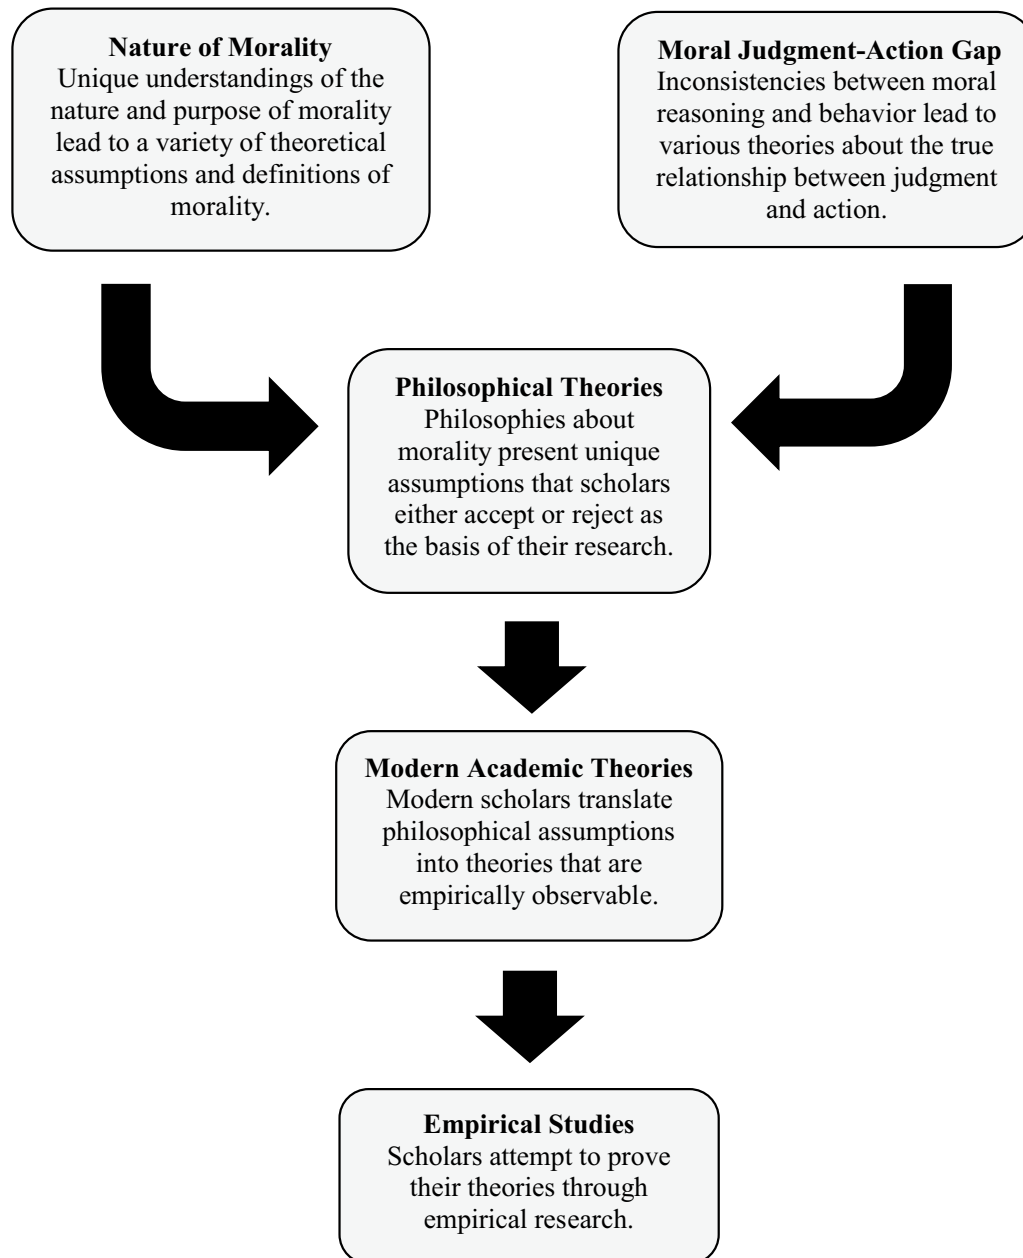 Nature of Morality
Unique understandings of the
nature and purpose of morality
lead to a variety of theoretical
assumptions and definitions of
morality.
Moral Judgment-Action Gap
Inconsistencies between moral
reasoning and behavior lead to
various theories about the true
relationship between judgment
and action.
Philosophical Theories
Philosophies about
morality present unique
assumptions that scholars
either accept or reject as
the basis of their research.
Modern Academic Theories
Modern scholars translate
philosophical assumptions
into theories that are
empirically observable.
Empirical Studies
Scholars attempt to prove
their theories through
empirical research.